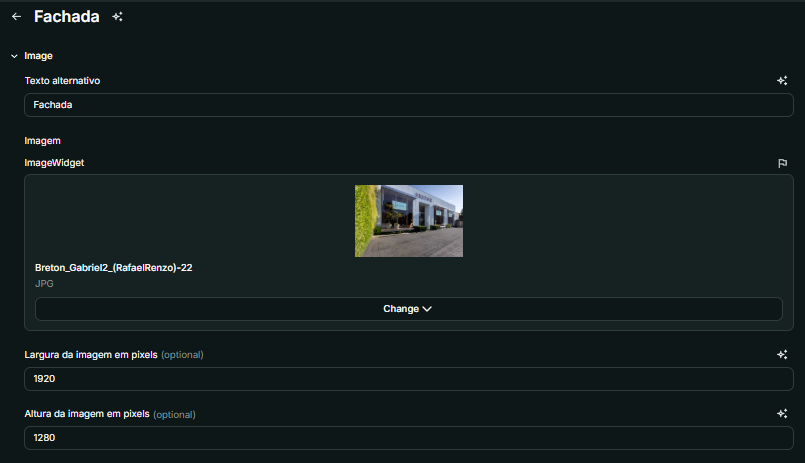 Fachada
Image
Texto alternativo
Fachada
Imagem
ImageWidget
Breton_Gabriel2_(RafaelRenzo)-22
JPG
Change
Largura da imagem em pixels (optional)
1920
Altura da imagem em pixels (optional)
1280